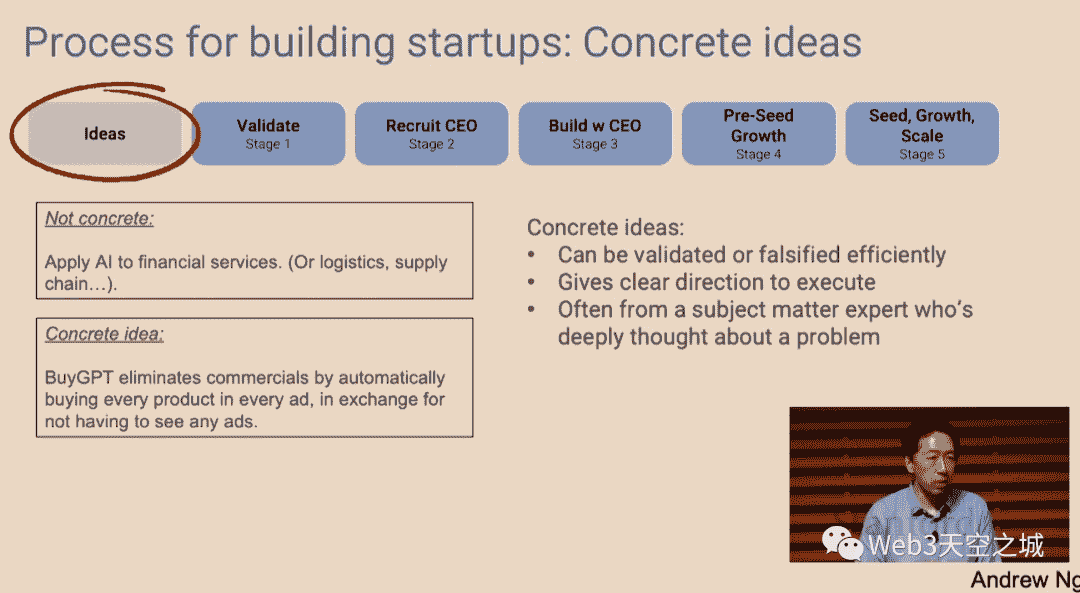 Process for building startups: Concrete ideas
Ideas
Validate
Stage 1
Recruit CEO
Stage 2
Build w CEO
Stage 3
Pre-Seed
Growth
Stage 4
Seed, Growth,
Scale
Stage 5
Not concrete:
Apply AI to financial services. (Or logistics, supply
chain…).
Concrete idea:
BuyGPT eliminates commercials by automatically
buying every product in every ad, in exchange for
not having to see any ads.
Concrete ideas:
• Can be validated or falsified efficiently
• Gives clear direction to execute
• Often from a subject matter expert who's
deeply thought about a problem
Web3天空之城
Andrew Ng